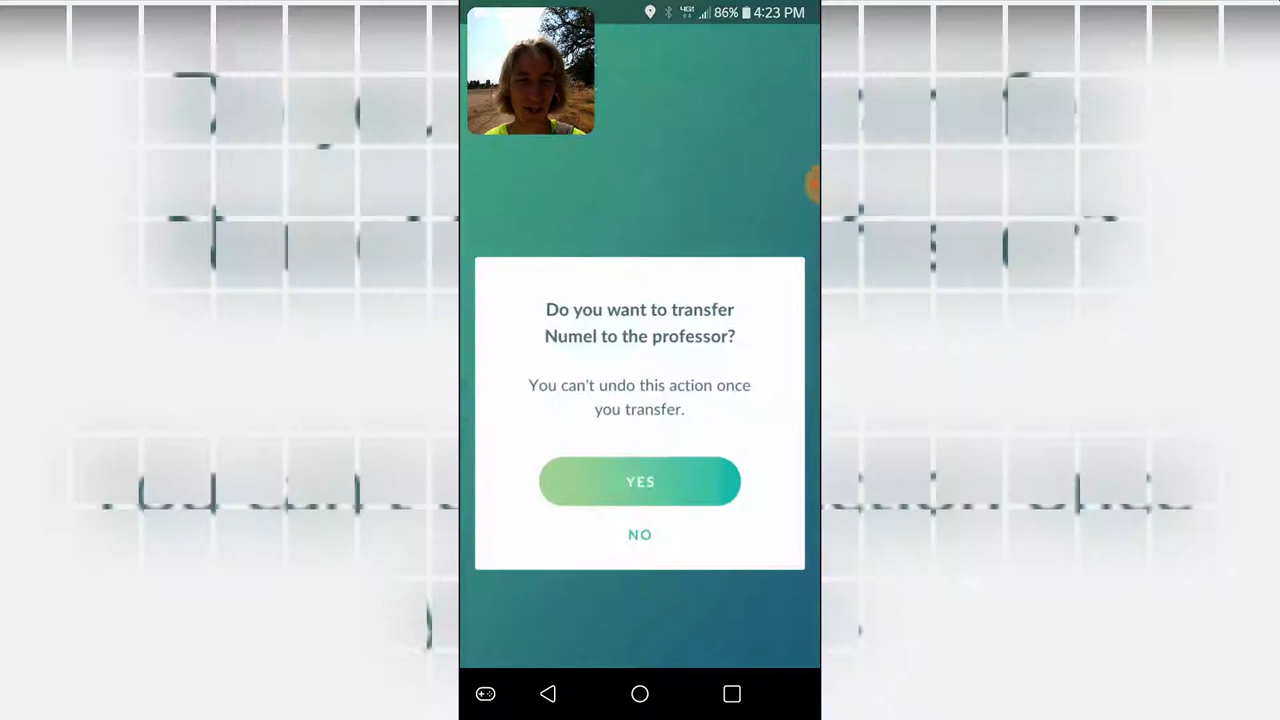 4G 86% 4:23 PM
Do you want to transfer
Numel to the professor?
You can't undo this action once
you transfer.
YES
NO